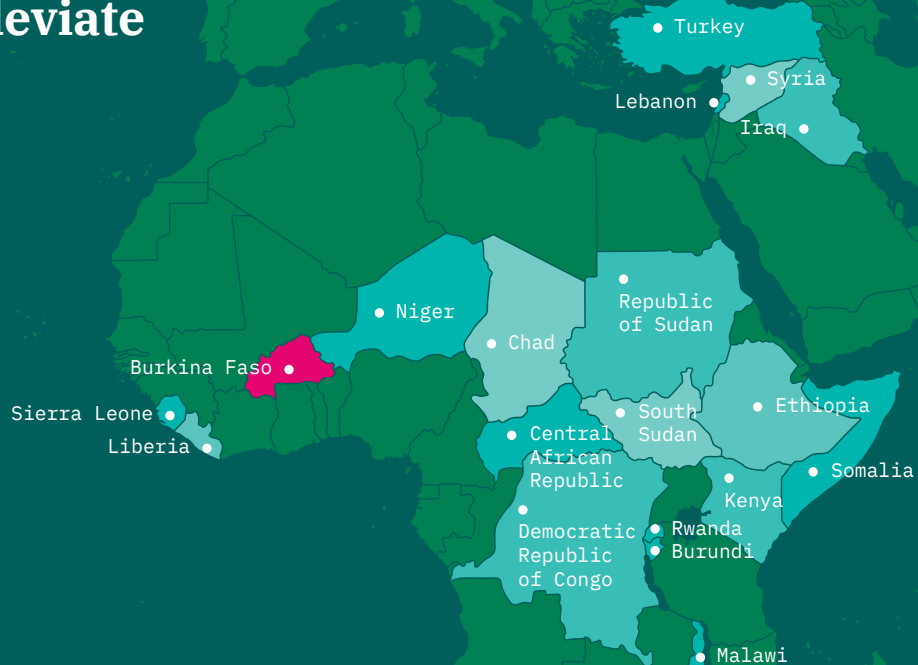 eviate
Turkey
Syria
Lebanon
Iraq
Republic
of Sudan
Niger
Chad
Burkina Faso
Ethiopia
Sierra Leone
South
Sudan
Central
African
Republic
Liberia
Somalia
Kenya
Democratic
Republic
of Congo
Rwanda
Burundi
Malawi